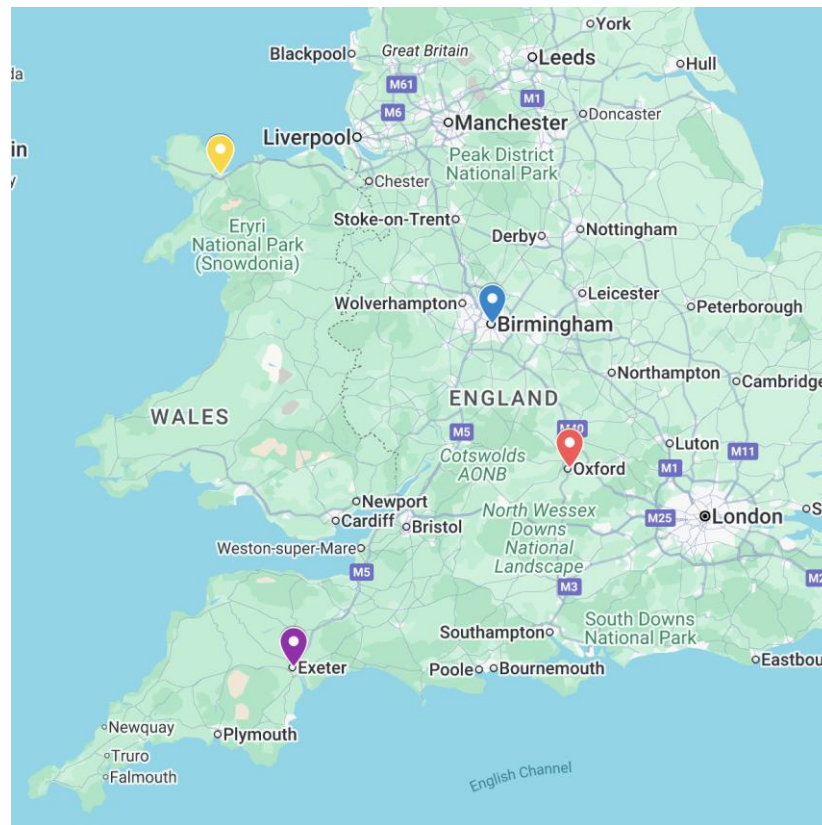 York
Blackpool
Great Britain
Leeds
Hull
da
M61
M1
M6
Doncaster
Liverpool
Manchester
in
Peak District
National Park
Chester
Stoke-on-Trent
Eryri
National Park
(Snowdonia)
Derby
Nottingham
Wolverhampton
Leicester
Peterborough
Birmingham
Northampton
Cambridge
WALES
ENGLAND
M5
M40
Luton
M1
M11
Cotswolds
AONB
Oxford
Newport
Cardiff
Bristol
North Wessex
Downs
National
Landscape
M25
London
S
Weston-super-Mare
M5
M3
M2
Southampton
South Downs
National Park
Exeter
Poole
Bournemouth
Eastbou
Newquay
Plymouth
Truro
Falmouth
English Channel